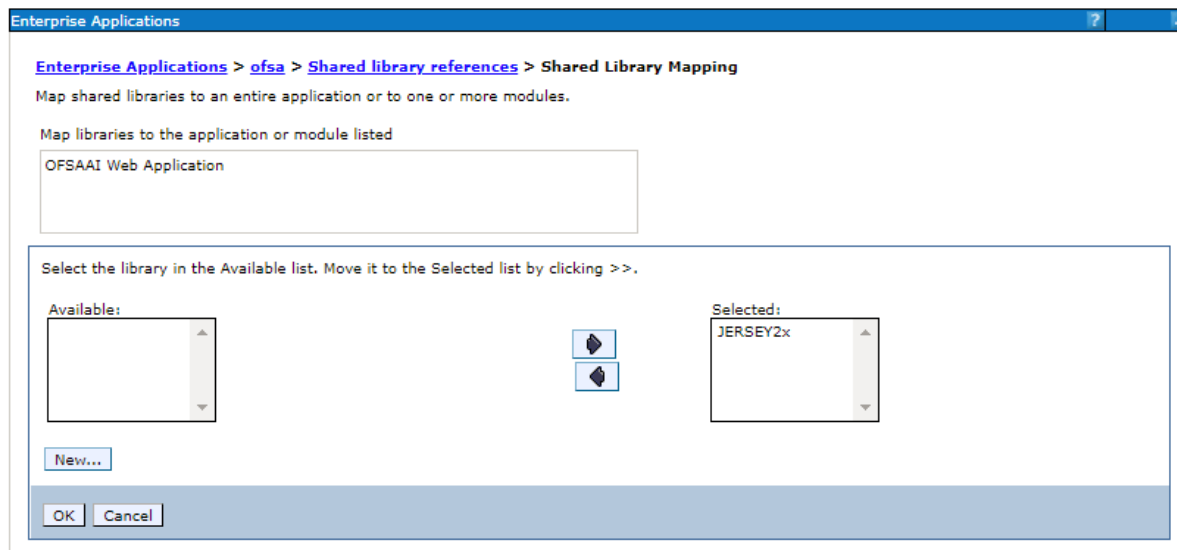 Enterprise Applications ?
Enterprise Applications > ofsa > Shared library references > Shared Library Mapping
Map shared libraries to an entire application or to one or more modules.
Map libraries to the application or module listed
OFSAAI Web Application
Select the library in the Available list. Move it to the Selected list by clicking >>.
Available: Selected:
JERSEY2x
New...
OK Cancel